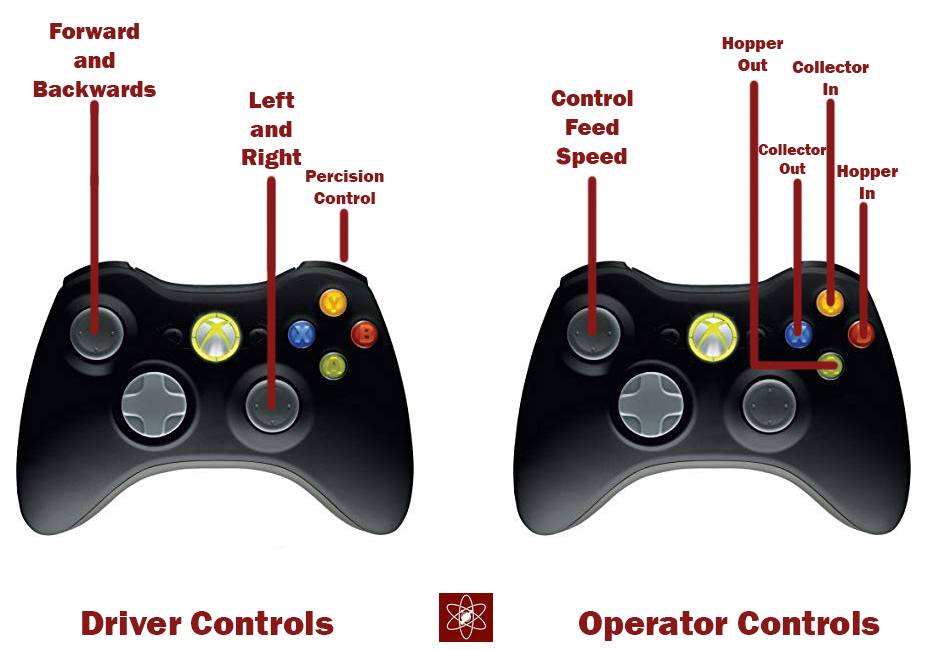 Forward
and
Backwards
Left
and
Right
Percision
Control
Y
X
B
A
Driver Controls
Control
Feed
Speed
Hopper
Out
Collector
In
Collector
Out
Hopper
In
X
Operator Controls